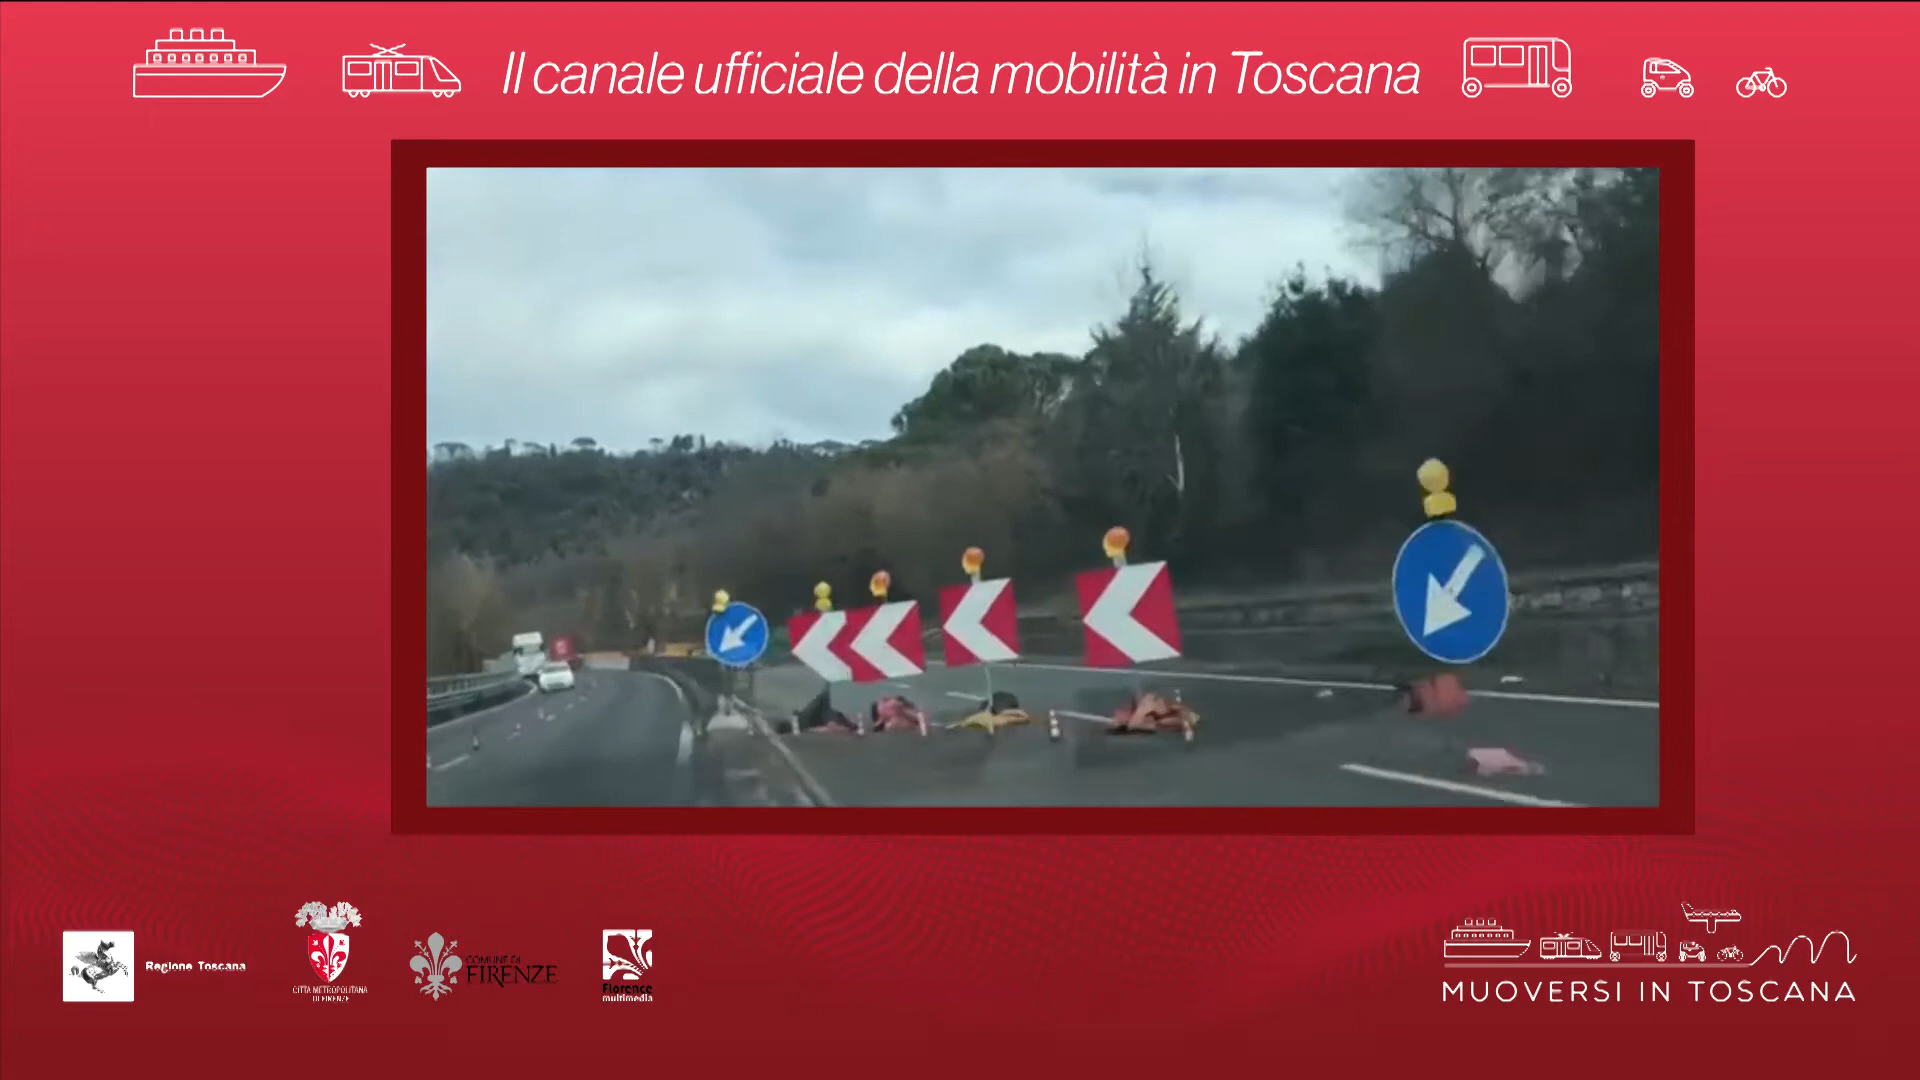 Il canale ufficiale della mobilità in Toscana
Regione Toscana
CITTÀ METROPOLITANA
DI FIRENZE
COMUNE DI
FIRENZE
Florence
multimedia
MUOVERSI IN TOSCANA